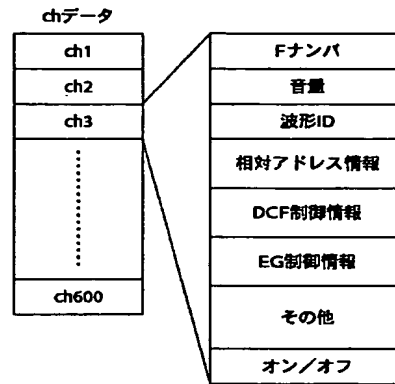 chデータ
ch1
ch2
ch3
ch600
Fナンバ
音量
波形ID
相対アドレス情報
DCF制御情報
EG制御情報
その他
オン／オフ